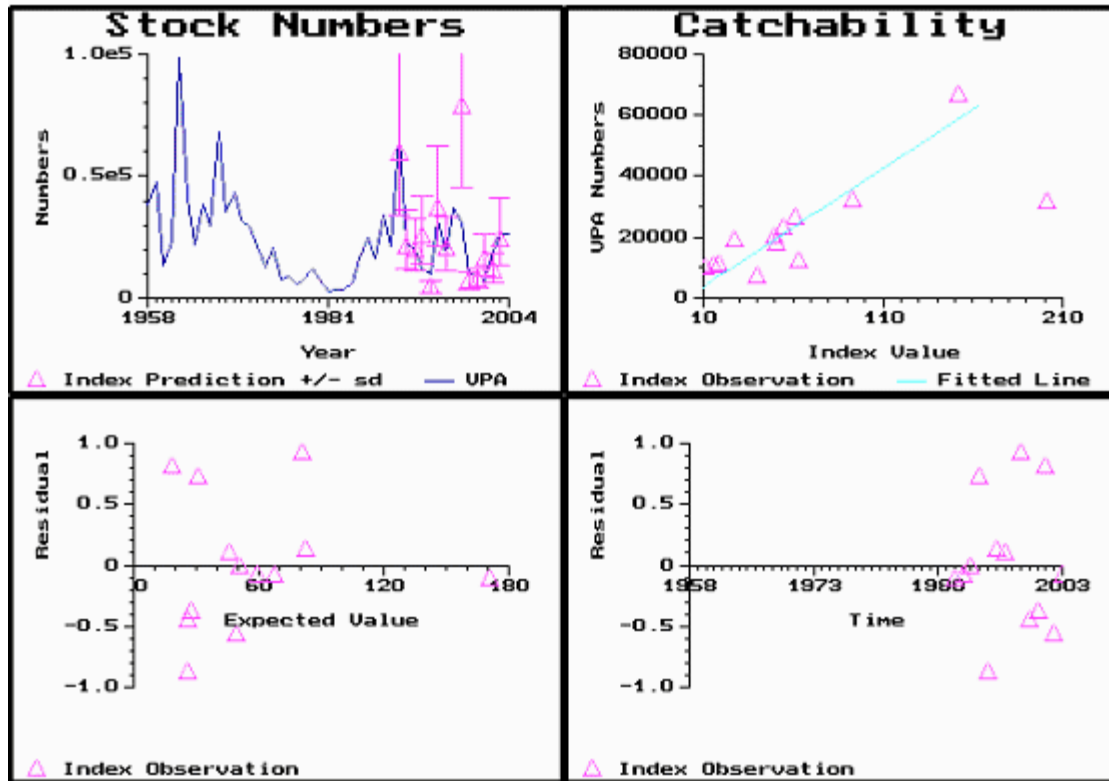 Stock Numbers
1.0e5
0.5e5
0
Numbers
1958
1981
2004
Year
Index Prediction +/- sd
VPA
Catchability
80000
60000
40000
20000
0
VPA Numbers
10
110
210
Index Value
Index Observation
Fitted Line
1.0
0.5
0
-0.5
-1.0
Residual
0
60
120
180
Expected Value
Index Observation
1.0
0.5
0
-0.5
-1.0
Residual
1958
1973
1988
2003
Time
Index Observation